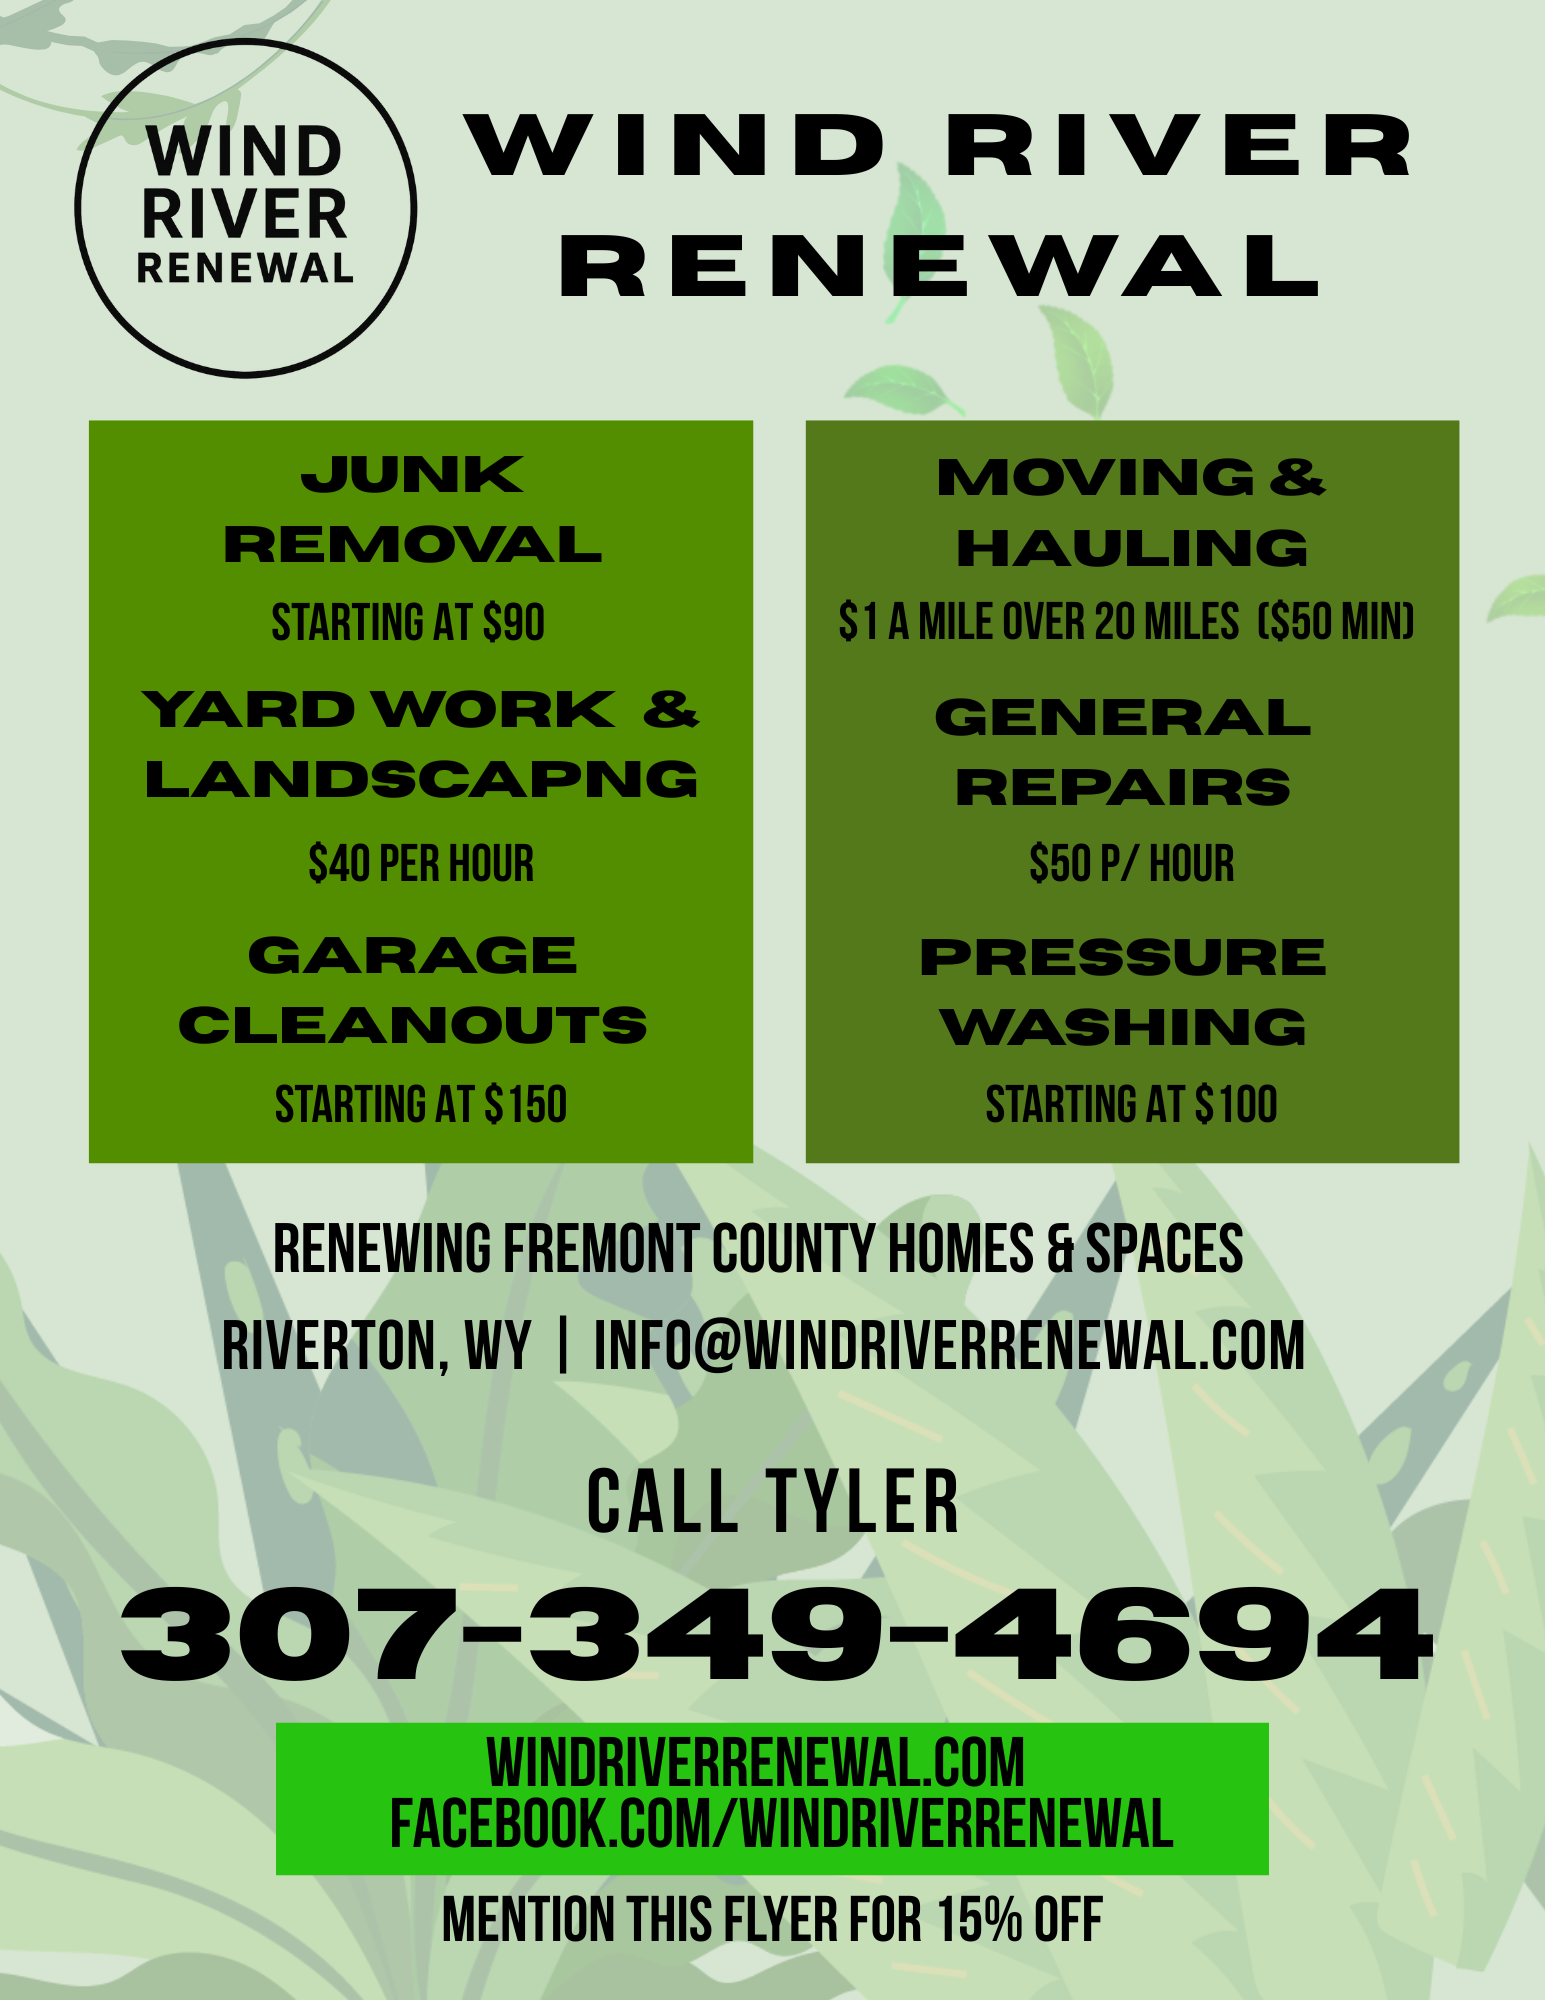 WIND
RIVER
RENEWAL
WIND RIVER
RENEWAL
JUNK
REMOVAL
STARTING AT $90
YARD WORK &
LANDSCAPNG
$40 PER HOUR
GARAGE
CLEANOUTS
STARTING AT $150
MOVING &
HAULING
$1 A MILE OVER 20 MILES ($50 MIN)
GENERAL
REPAIRS
$50 P/ HOUR
PRESSURE
WASHING
STARTING AT $100
RENEWING FREMONT COUNTY HOMES & SPACES
RIVERTON, WY | INFO@WINDRIVERRENEWAL.COM
CALL TYLER
307-349-4694
WINDRIVERRENEWAL.COM
FACEBOOK.COM/WINDRIVERRENEWAL
MENTION THIS FLYER FOR 15% OFF